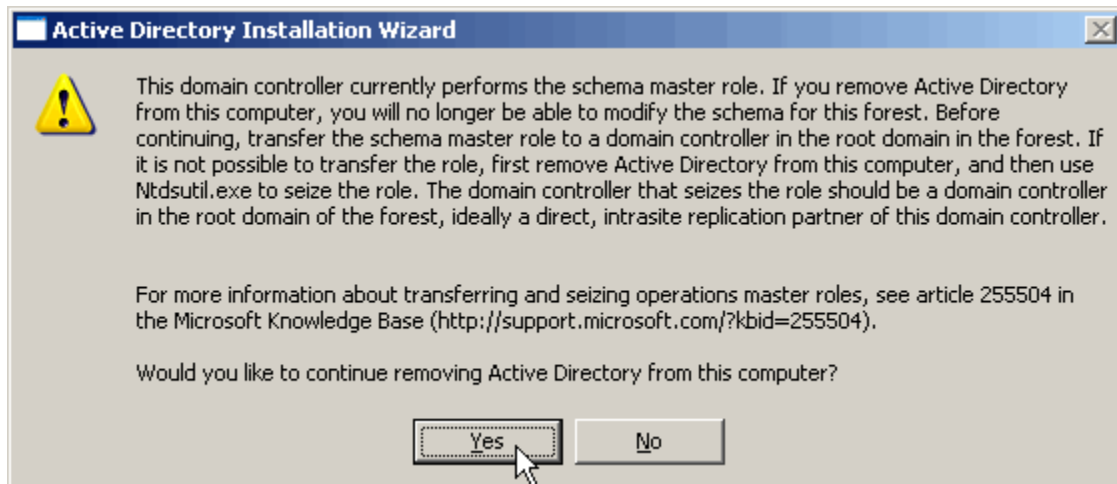 Active Directory Installation Wizard
This domain controller currently performs the schema master role. If you remove Active Directory
from this computer, you will no longer be able to modify the schema for this forest. Before
continuing, transfer the schema master role to a domain controller in the root domain in the forest. If
it is not possible to transfer the role, first remove Active Directory from this computer, and then use
Ntdsutil.exe to seize the role. The domain controller that seizes the role should be a domain controller
in the root domain of the forest, ideally a direct, intrasite replication partner of this domain controller.
For more information about transferring and seizing operations master roles, see article 255504 in
the Microsoft Knowledge Base (http://support.microsoft.com/?kbid=255504).
Would you like to continue removing Active Directory from this computer?
Yes No